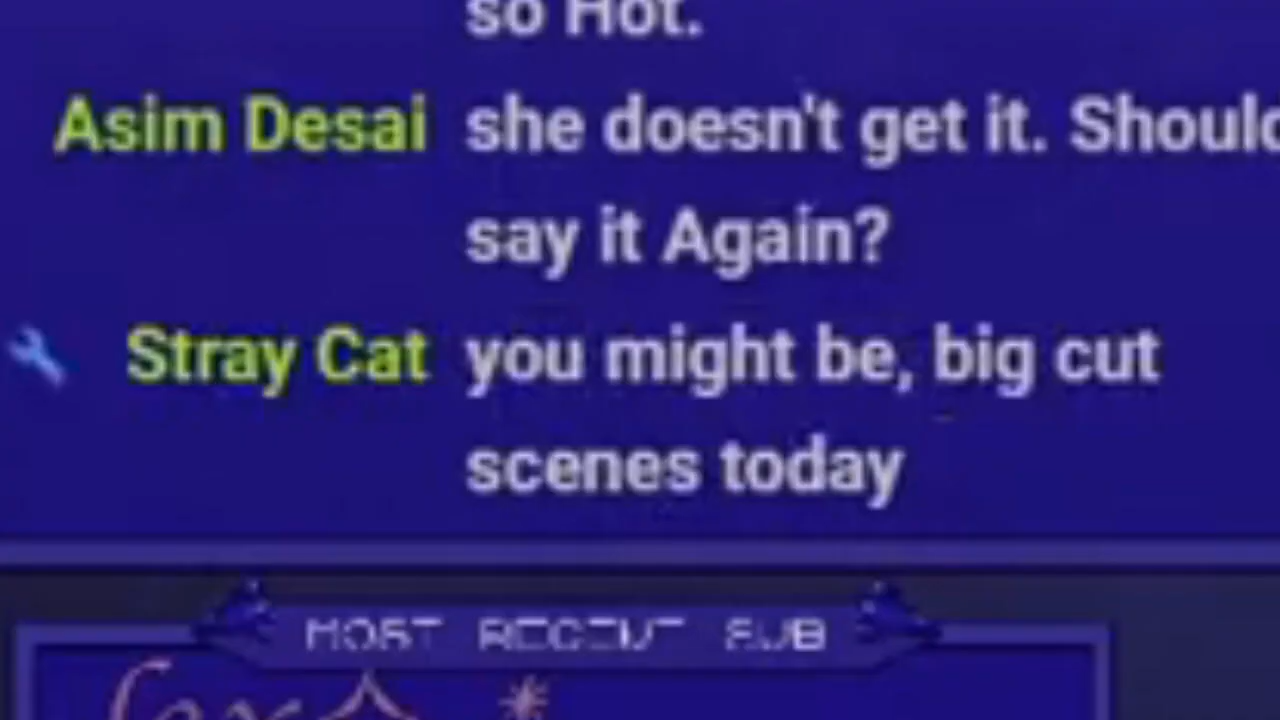 so Hot.
Asim Desai she doesn't get it. Should
say it Again?
Stray Cat you might be, big cut
scenes today
MOST RECENT SUB